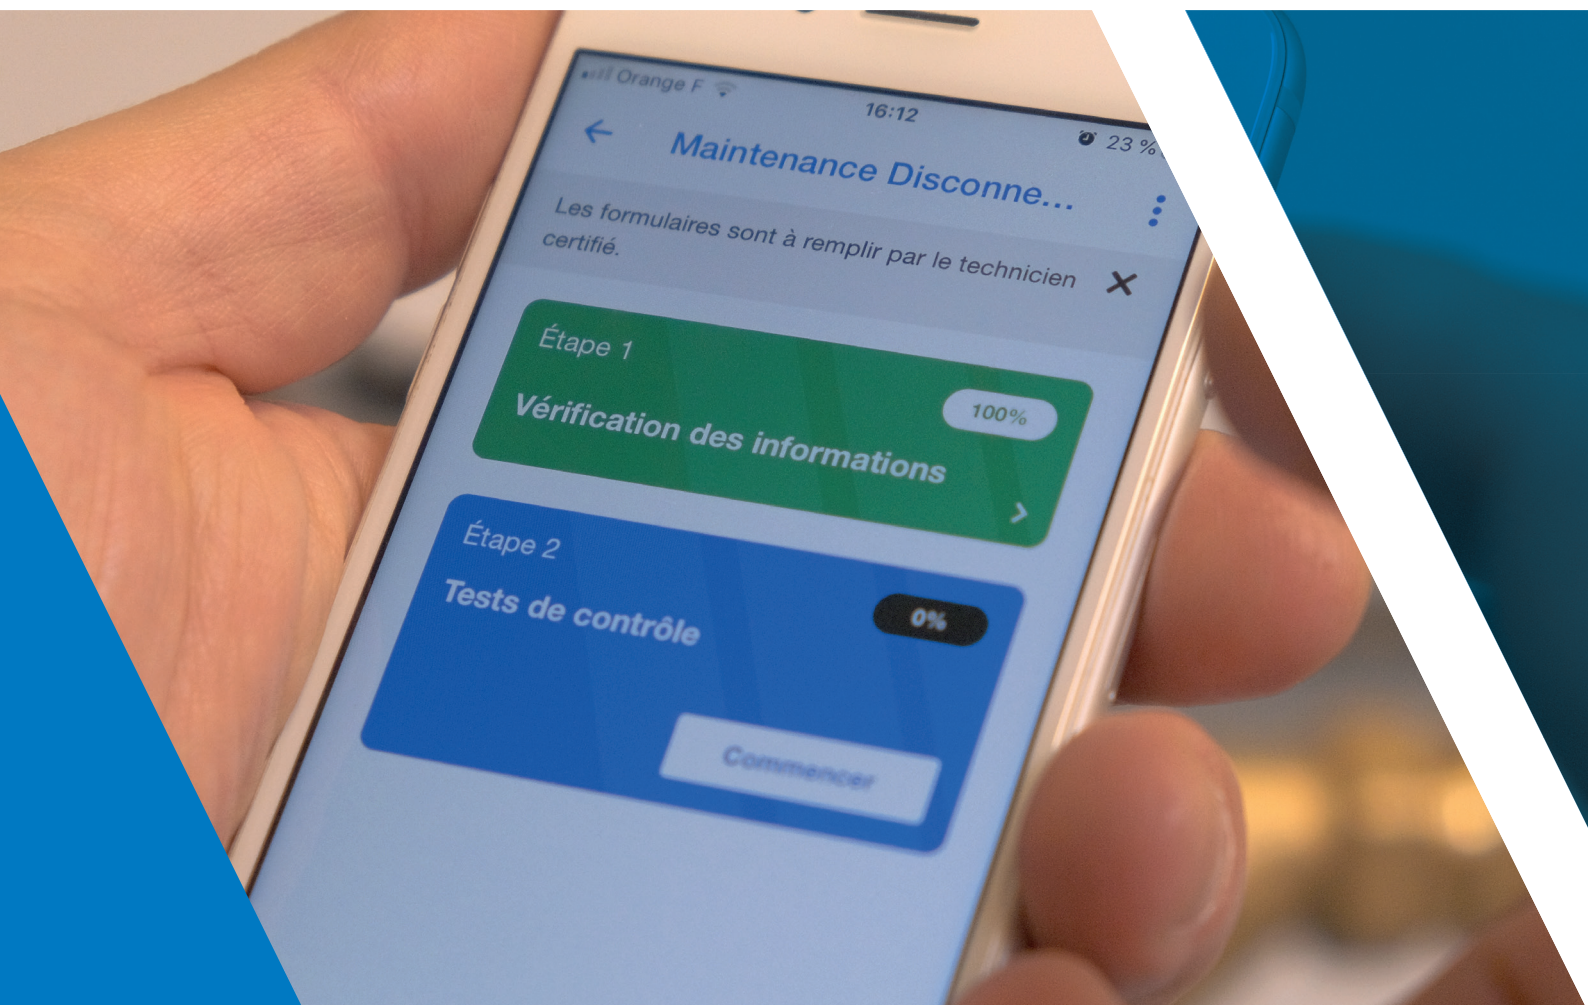 Orange F
16:12
23 %
Maintenance Disconne...
Les formulaires sont à remplir par le technicien
certifié.
Étape 1
100%
Vérification des informations
Étape 2
0%
Tests de contrôle
Commencer